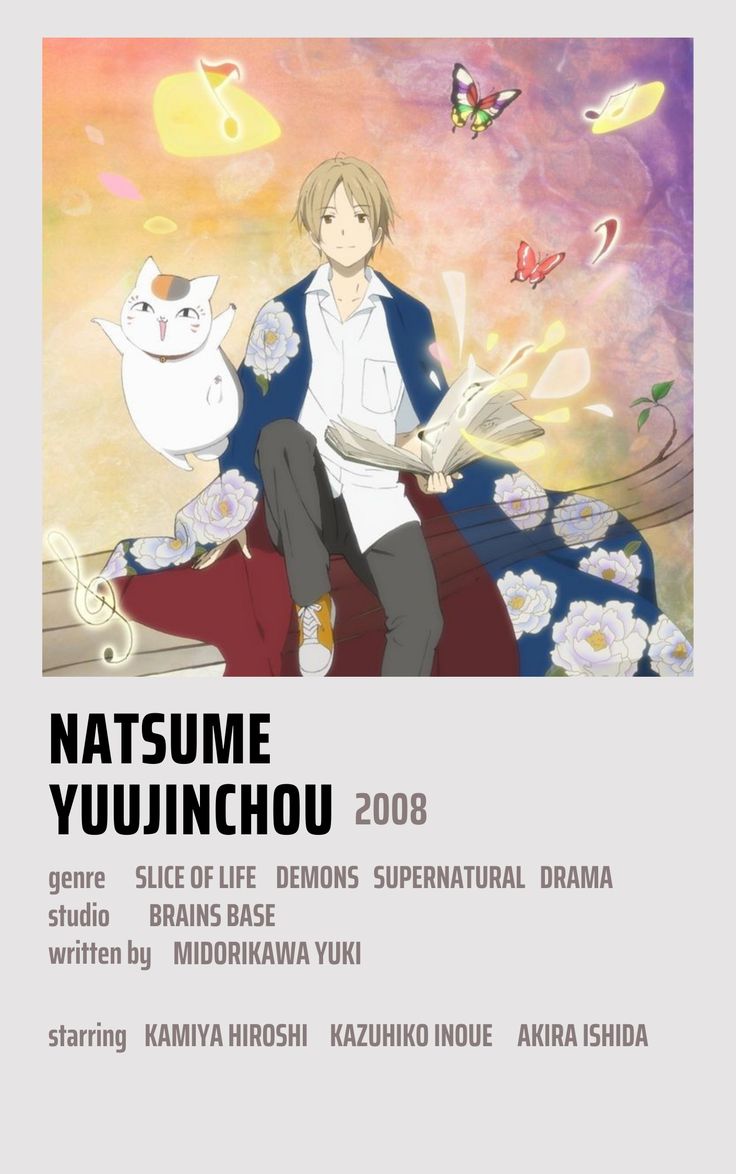 NATSUME
YUUJINCHOU 2008
genre SLICE OF LIFE DEMONS SUPERNATURAL DRAMA
studio BRAINS BASE
written by MIDORIKAWA YUKI
starring KAMIYA HIROSHI KAZUHIKO INOUE AKIRA ISHIDA